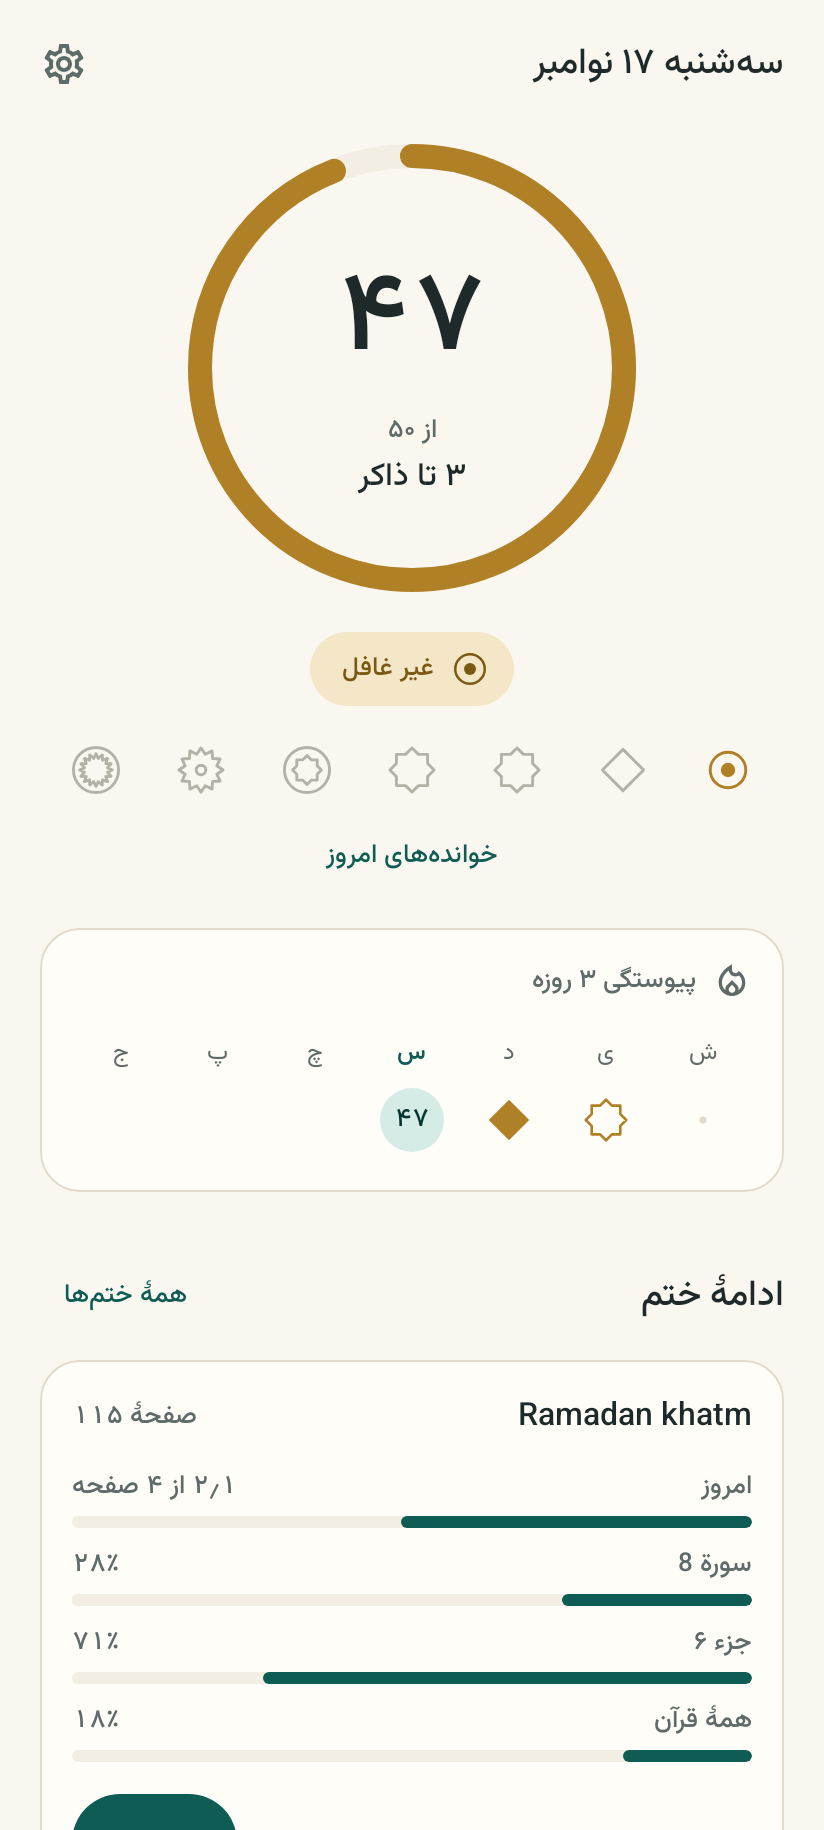 سه‌شنبه ۱۷ نوامبر
۴۷
از ۵۰
۳ تا ذاکر
غیر غافل
خوانده‌های امروز
پیوستگی ۳ روزه
ش ی د س چ پ ج
۴۷
ادامهٔ ختم همهٔ ختم‌ها
Ramadan khatm صفحهٔ ۱۱۵
امروز ۲٫۱ از ۴ صفحه
سورة 8 ۲۸٪
جزء ۶ ۷۱٪
همهٔ قرآن ۱۸٪